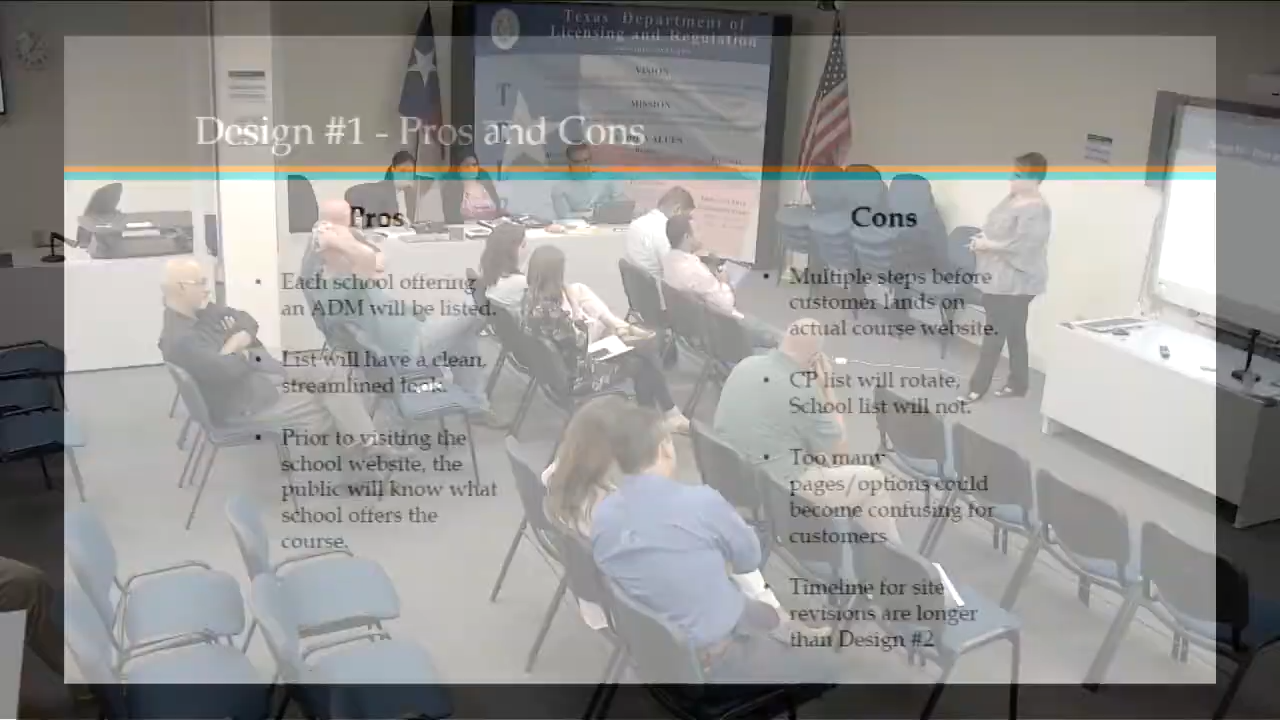 Texas Department of
Licensing and Regulation
VISION
MISSION
Design #1 - Pros and Cons
Pros
Each school offering
an ADM will be listed.
List will have a clean,
streamlined look.
Prior to visiting the
school website, the
public will know what
school offers the
course.
Cons
Multiple steps before
customer lands on
actual course website.
CP list will rotate,
School list will not.
Too many
pages/options could
become confusing for
customers
Timeline for site
revisions are longer
than Design #2